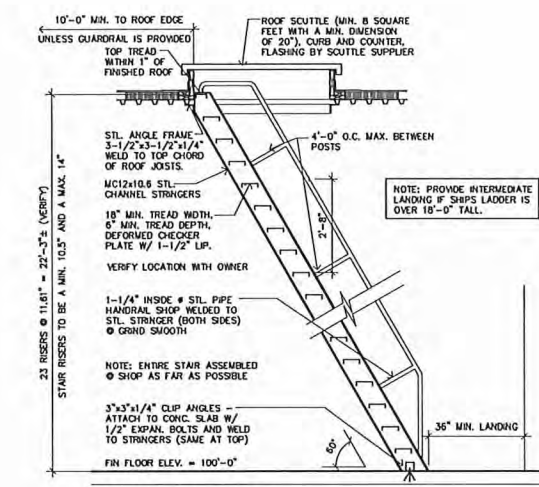 10'-0" MIN. TO ROOF EDGE
UNLESS GUARDRAIL IS PROVIDED
TOP TREAD
WITHIN 1" OF
FINISHED ROOF
ROOF SCUTTLE (MIN. 8 SQUARE
FEET WITH A MIN. DIMENSION
OF 20"), CURB AND COUNTER,
FLASHING BY SCUTTLE SUPPLIER
STL. ANGLE FRAME
3-1/2"x3-1/2"x1/4"
WELD TO TOP CHORD
OF ROOF JOISTS.
4'-0" O.C. MAX. BETWEEN
POSTS
MC12x10.6 STL.
CHANNEL STRINGERS
NOTE: PROVIDE INTERMEDIATE
LANDING IF SHIPS LADDER IS
OVER 18'-0" TALL.
18" MIN. TREAD WIDTH,
6" MIN. TREAD DEPTH,
DEFORMED CHECKER
PLATE W/ 1-1/2" LIP.
2'-8"
VERIFY LOCATION WITH OWNER
23 RISERS @ 11.61" = 22'-3"± (VERIFY)
STAIR RISERS TO BE A MIN. 10.5" AND A MAX. 14"
1-1/4" INSIDE ø STL. PIPE
HANDRAIL SHOP WELDED TO
STL. STRINGER (BOTH SIDES)
@ GRIND SMOOTH
NOTE: ENTIRE STAIR ASSEMBLED
@ SHOP AS FAR AS POSSIBLE
3"x3"x1/4" CLIP ANGLES -
ATTACH TO CONC. SLAB W/
1/2" EXPAN. BOLTS AND WELD
TO STRINGERS (SAME AT TOP)
36" MIN. LANDING
60°
FIN FLOOR ELEV. = 100'-0"